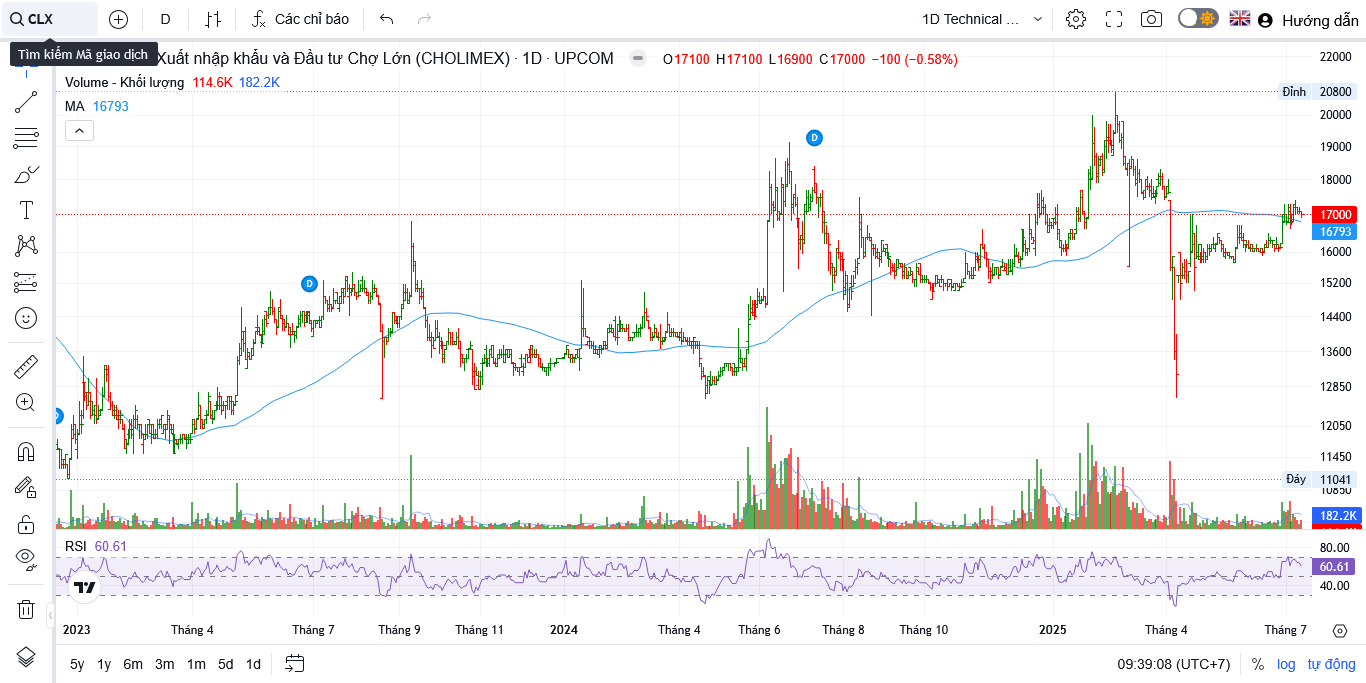 CLX D Các chỉ báo 1D Technical ... Hướng dẫn
Tìm kiếm Mã giao dịch
Xuất nhập khẩu và Đầu tư Chợ Lớn (CHOLIMEX) · 1D · UPCOM O17100 H17100 L16900 C17000 −100 (−0.58%)
Volume - Khối lượng 114.6K 182.2K
MA 16793
22000
Đỉnh 20800
20000
19000
18000
17000
16793
16000
15200
14400
13600
12850
12050
11450
Đáy 11041
10850
182.2K
D
D
D
RSI 60.61
80.00
60.61
40.00
2023 Tháng 4 Tháng 7 Tháng 9 Tháng 11 2024 Tháng 4 Tháng 6 Tháng 8 Tháng 10 2025 Tháng 4 Tháng 7
5y 1y 6m 3m 1m 5d 1d 09:39:08 (UTC+7) % log tự động